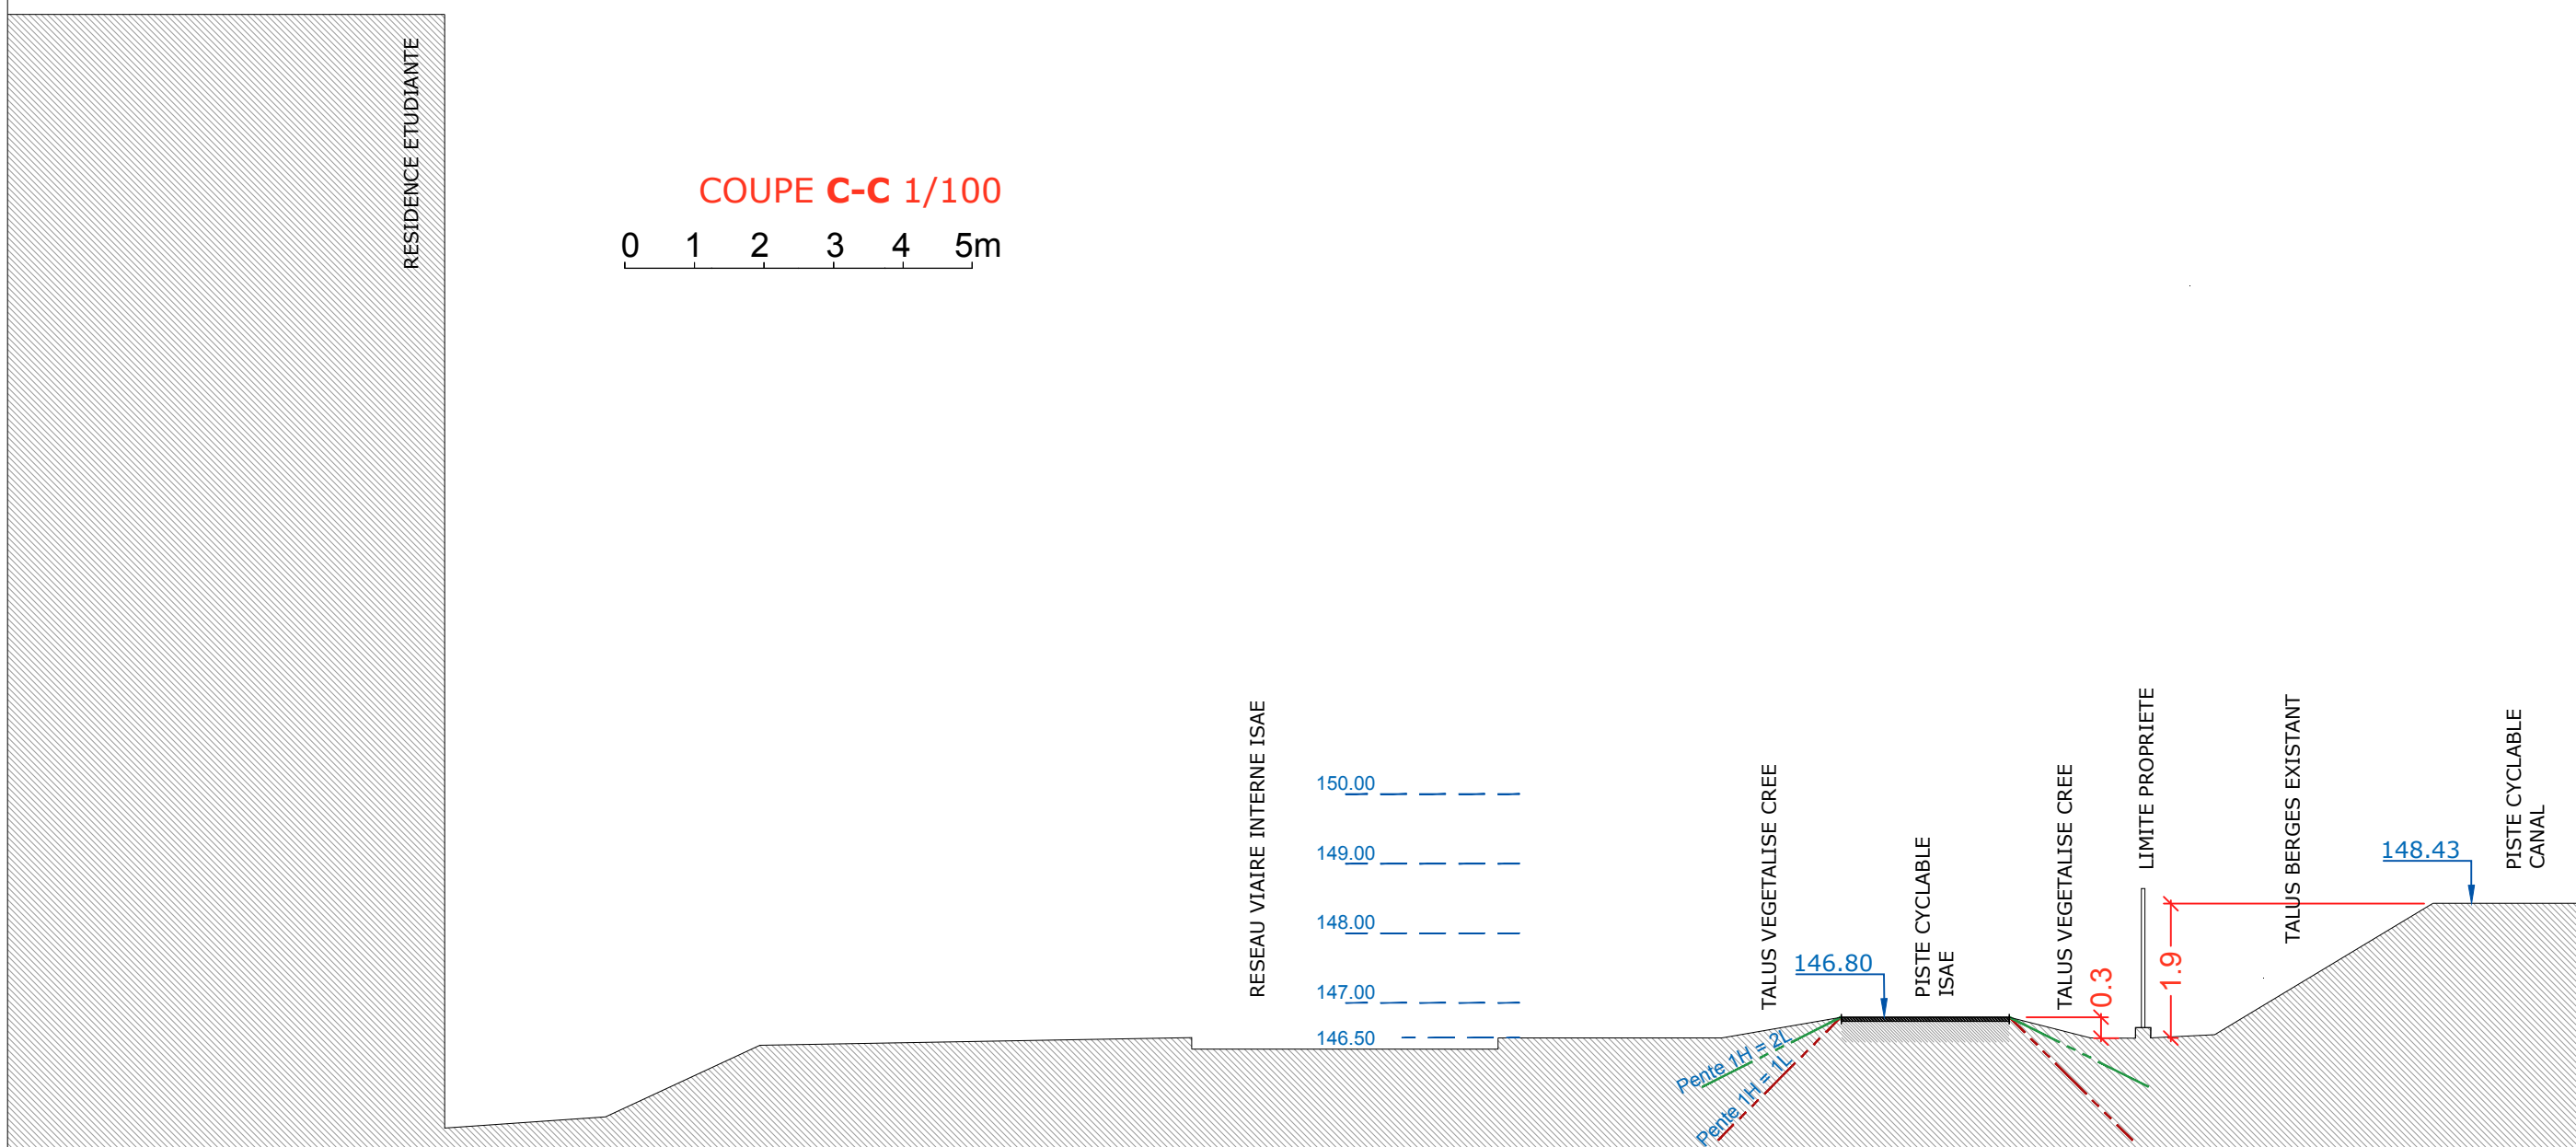 RESIDENCE ETUDIANTE
COUPE C-C 1/100
0 1 2 3 4 5m
RESEAU VIAIRE INTERNE ISAE
150.00
149.00
148.00
147.00
146.50
TALUS VEGETALISE CREE
146.80
PISTE CYCLABLE
ISAE
TALUS VEGETALISE CREE
LIMITE PROPRIETE
TALUS BERGES EXISTANT
148.43
PISTE CYCLABLE
CANAL
0.3
1.9
Pente 1H = 2L
Pente 1H = 1L